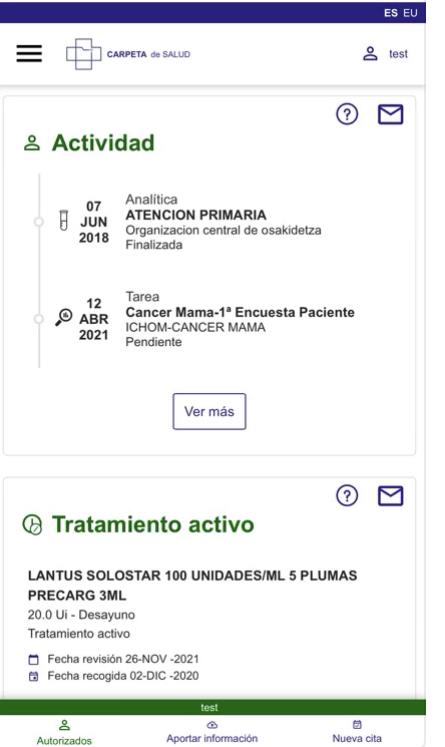 ES EU
CARPETA de SALUD
test
Actividad
07
JUN
2018
Analítica
ATENCION PRIMARIA
Organizacion central de osakidetza
Finalizada
12
ABR
2021
Tarea
Cancer Mama-1ª Encuesta Paciente
ICHOM-CANCER MAMA
Pendiente
Ver más
Tratamiento activo
LANTUS SOLOSTAR 100 UNIDADES/ML 5 PLUMAS
PRECARG 3ML
20.0 Ui - Desayuno
Tratamiento activo
Fecha revisión 26-NOV -2021
Fecha recogida 02-DIC -2020
test
Autorizados
Aportar información
Nueva cita